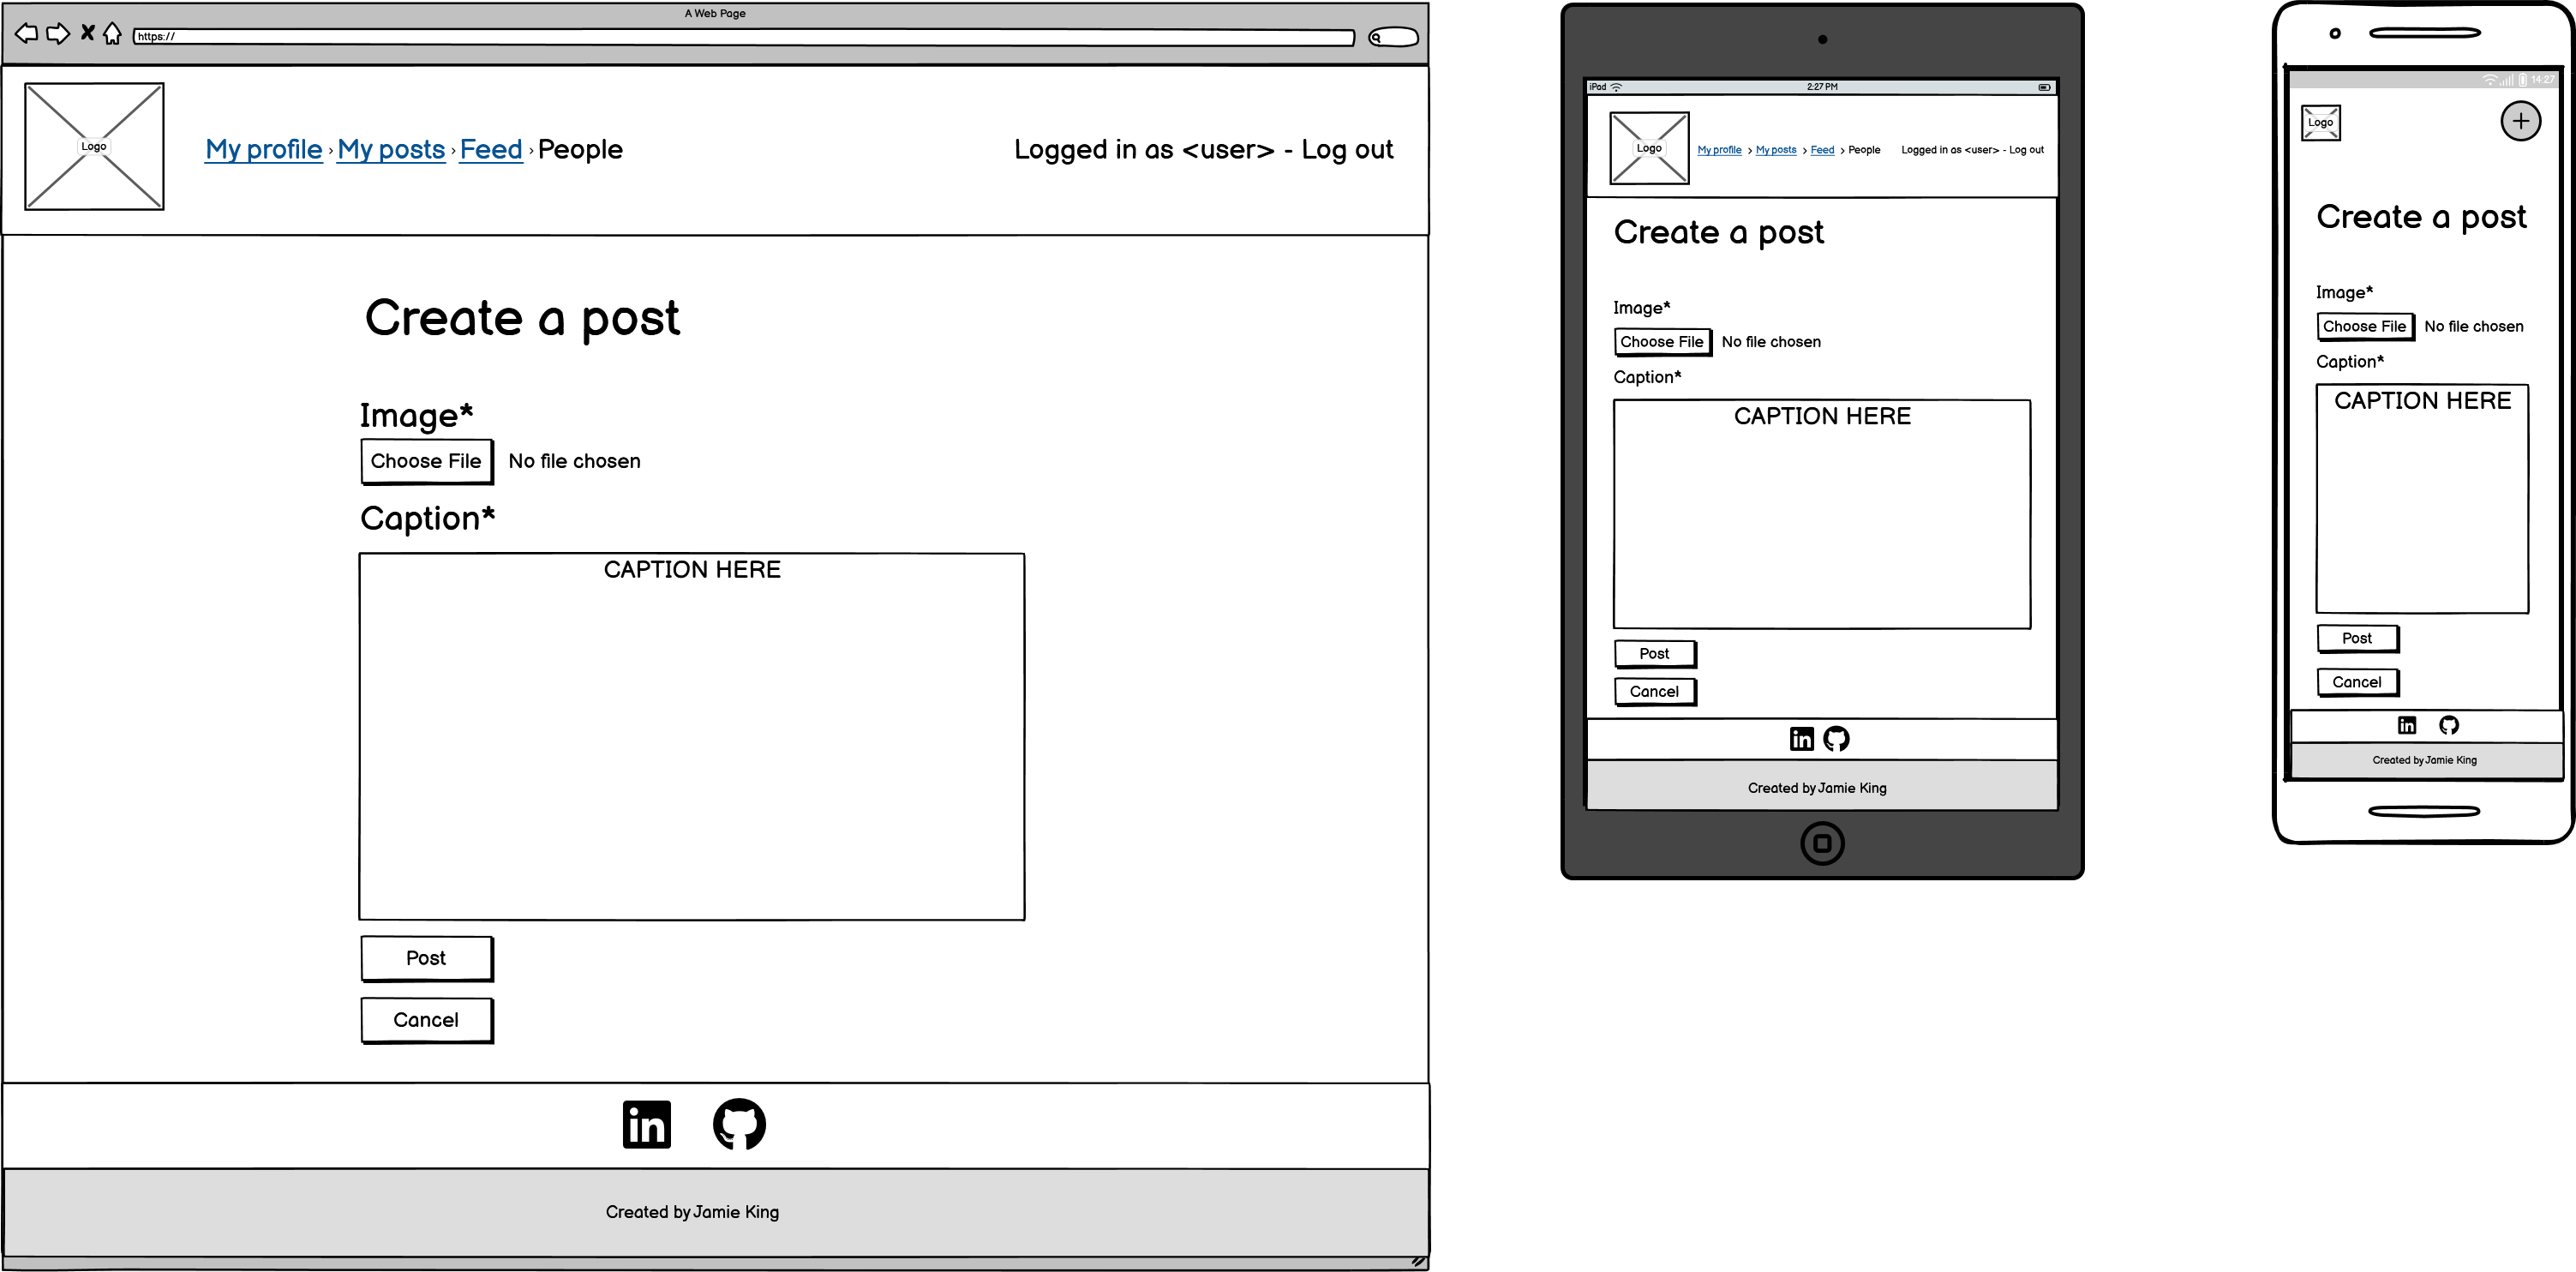 A Web Page
https://
Logo
My profile › My posts › Feed › People
Logged in as <user> - Log out
Create a post
Image*
Choose File No file chosen
Caption*
CAPTION HERE
Post
Cancel
in
Created by Jamie King
iPad 2:27 PM
Logo
My profile › My posts › Feed › People
Logged in as <user> - Log out
Create a post
Image*
Choose File No file chosen
Caption*
CAPTION HERE
Post
Cancel
in
Created by Jamie King
14:27
Logo
Create a post
Image*
Choose File No file chosen
Caption*
CAPTION HERE
Post
Cancel
in
Created by Jamie King